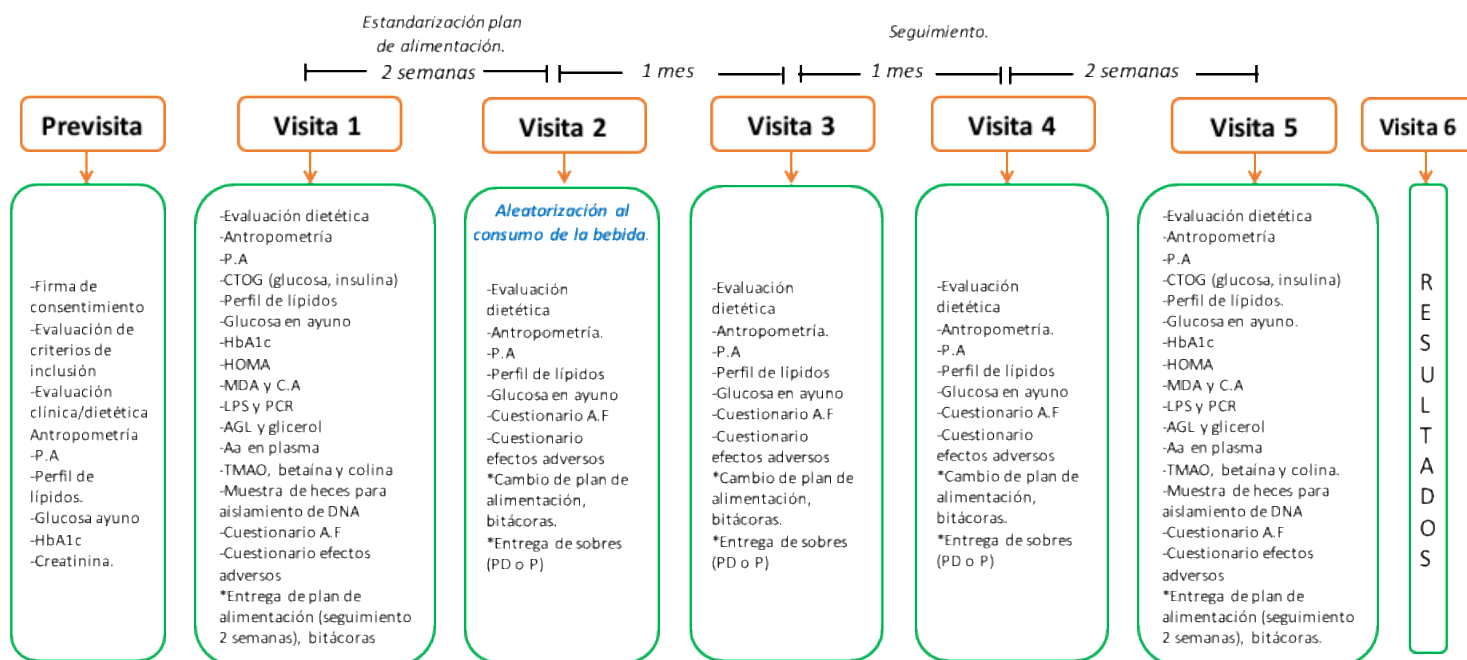 Estandarización plan
de alimentación.
Seguimiento.
2 semanas
1 mes
1 mes
2 semanas
Previsita
Visita 1
Visita 2
Visita 3
Visita 4
Visita 5
Visita 6
-Firma de
consentimiento
-Evaluación de
criterios de
inclusión
-Evaluación
clínica/dietética
Antropometría
-P.A
-Perfil de
lípidos.
-Glucosa ayuno
-HbA1c
-Creatinina.
-Evaluación dietética
-Antropometría
-P.A
-CTOG (glucosa, insulina)
-Perfil de lípidos
-Glucosa en ayuno
-HbA1c
-HOMA
-MDA y C.A
-LPS y PCR
-AGL y glicerol
-Aa en plasma
-TMAO, betaína y colina
-Muestra de heces para
aislamiento de DNA
-Cuestionario A.F
-Cuestionario efectos
adversos
*Entrega de plan de
alimentación (seguimiento
2 semanas), bitácoras
Aleatorización al
consumo de la bebida.
-Evaluación
dietética
-Antropometría.
-P.A
-Perfil de lípidos
-Glucosa en ayuno
-Cuestionario A.F
-Cuestionario
efectos adversos
*Cambio de plan de
alimentación,
bitácoras.
*Entrega de sobres
(PD o P)
-Evaluación
dietética
-Antropometría.
-P.A
-Perfil de lípidos
-Glucosa en ayuno
-Cuestionario A.F
-Cuestionario
efectos adversos
*Cambio de plan de
alimentación,
bitácoras.
*Entrega de sobres
(PD o P)
-Evaluación
dietética
-Antropometría.
-P.A
-Perfil de lípidos
-Glucosa en ayuno
-Cuestionario A.F
-Cuestionario
efectos adversos
*Cambio de plan de
alimentación,
bitácoras.
*Entrega de sobres
(PD o P)
-Evaluación dietética
-Antropometría
-P.A
-CTOG (glucosa, insulina)
-Perfil de lípidos.
-Glucosa en ayuno.
-HbA1c
-HOMA
-MDA y C.A
-LPS y PCR
-AGL y glicerol
-Aa en plasma
-TMAO, betaína y colina.
-Muestra de heces para
aislamiento de DNA
-Cuestionario A.F
-Cuestionario efectos
adversos
*Entrega de plan de
alimentación (seguimiento
2 semanas), bitácoras.
RESULTADOS